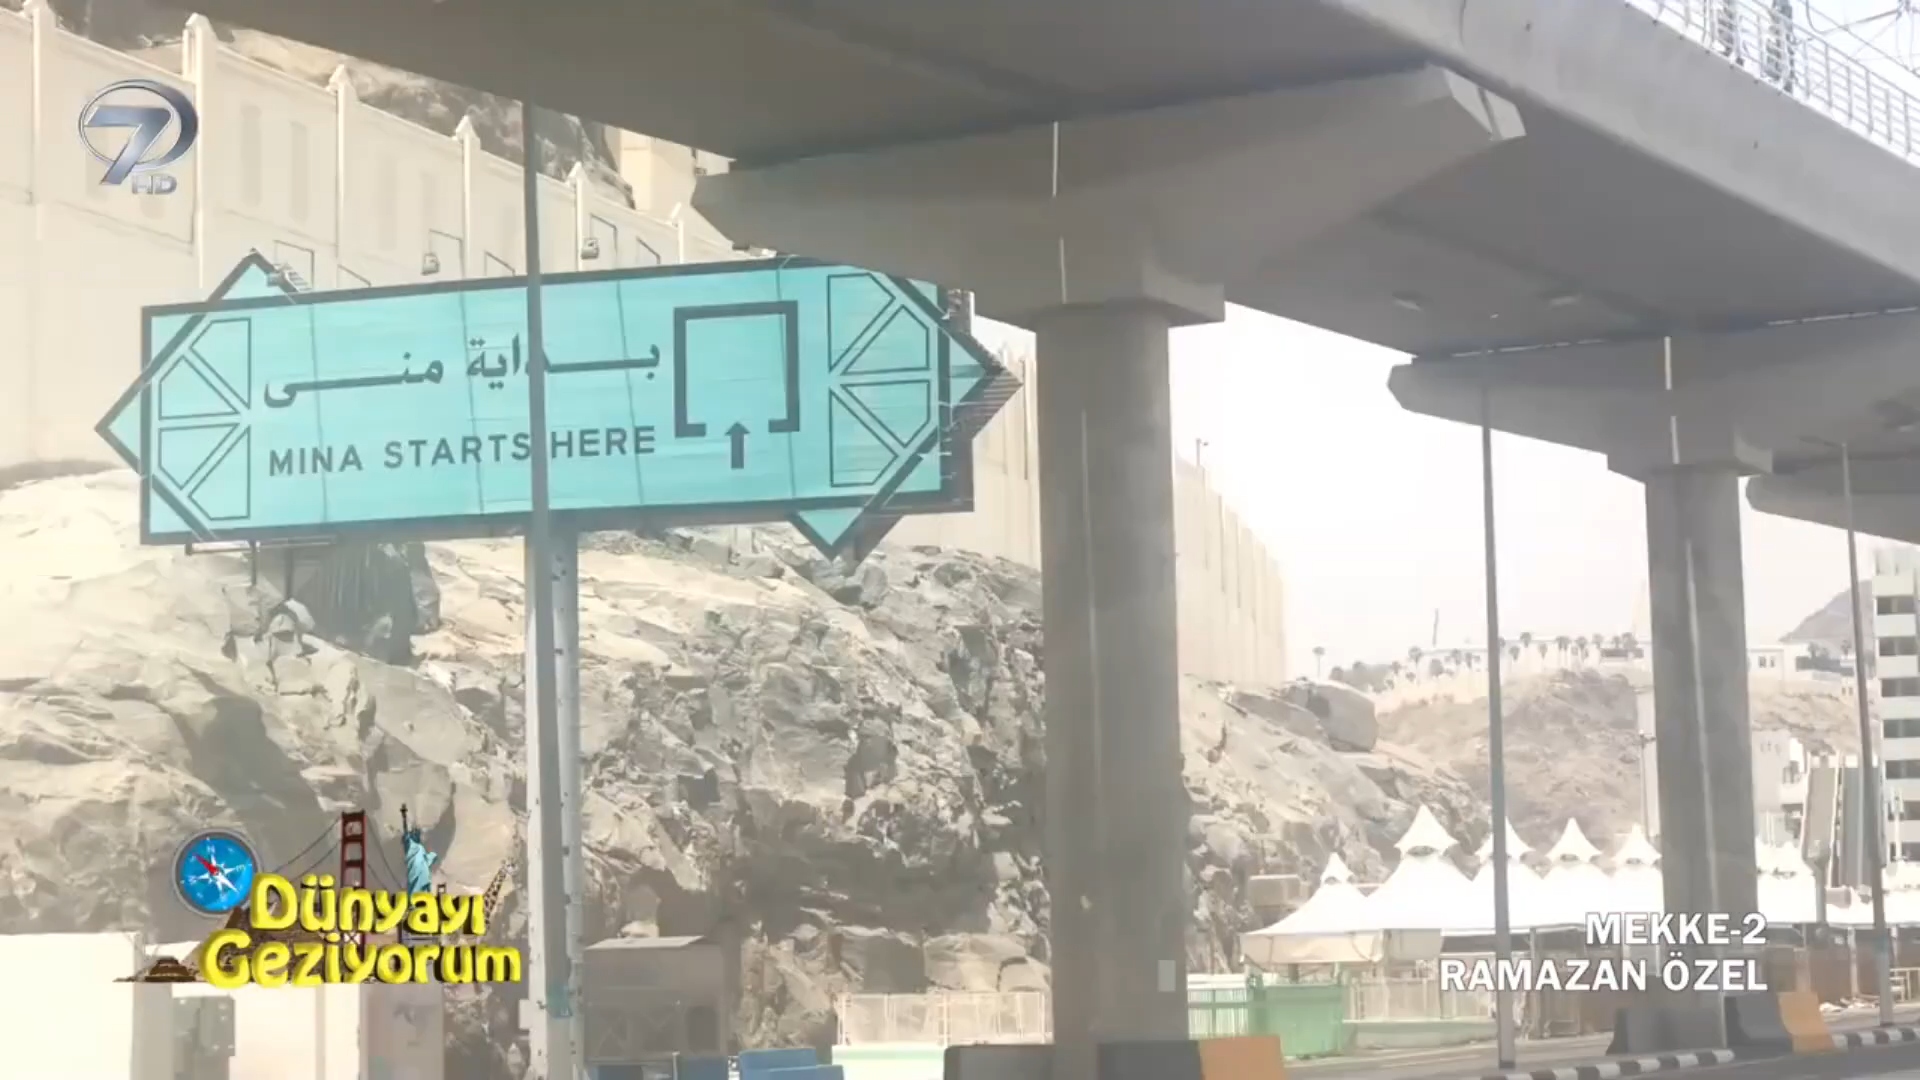 7
HD
بداية منى
MINA STARTS HERE
Dünyayı
Geziyorum
MEKKE-2
RAMAZAN ÖZEL